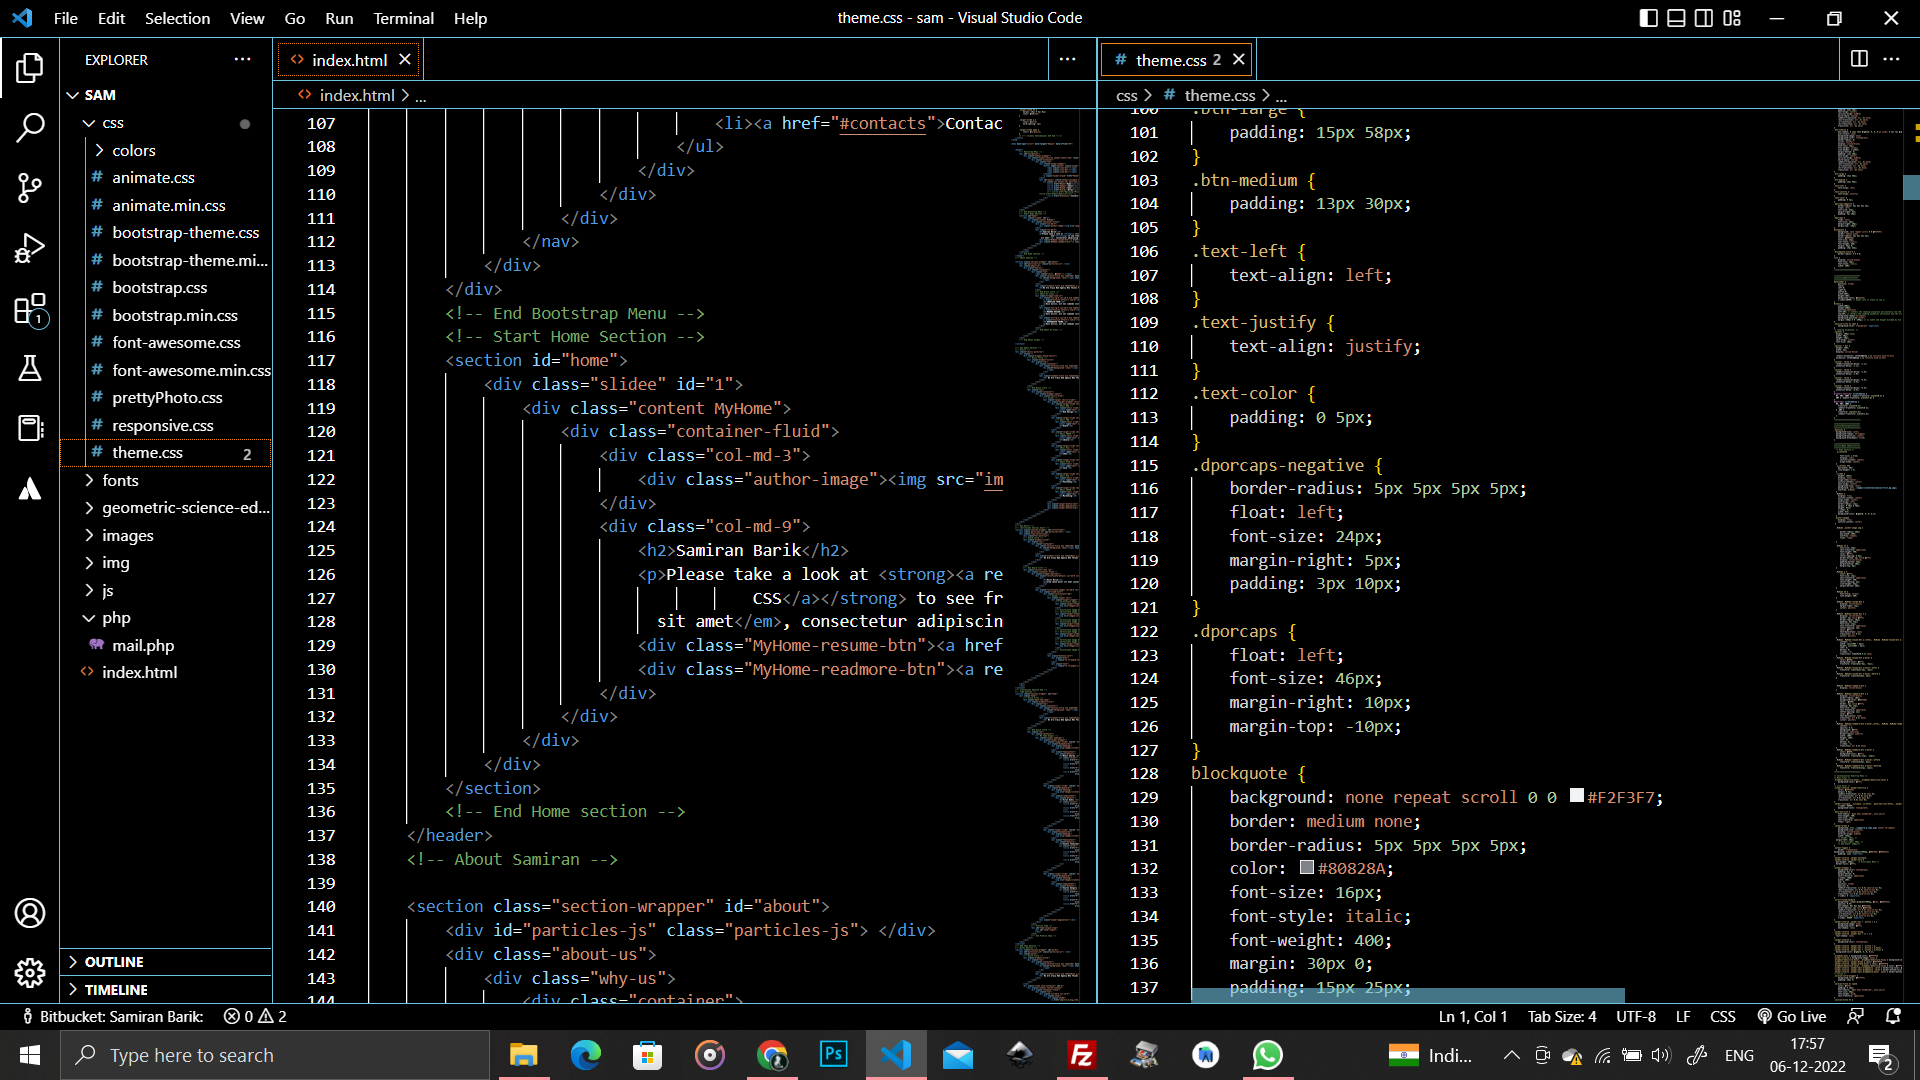 File Edit Selection View Go Run Terminal Help
theme.css - sam - Visual Studio Code
EXPLORER
SAM
css
colors
animate.css
animate.min.css
bootstrap-theme.css
bootstrap-theme.mi...
bootstrap.css
bootstrap.min.css
font-awesome.css
font-awesome.min.css
prettyPhoto.css
responsive.css
theme.css 2
fonts
geometric-science-ed...
images
img
js
php
mail.php
index.html
OUTLINE
TIMELINE
1
index.html
index.html > ...
107 <li><a href="#contacts">Contac
108 </ul>
109 </div>
110 </div>
111 </div>
112 </nav>
113 </div>
114 </div>
115 <!-- End Bootstrap Menu -->
116 <!-- Start Home Section -->
117 <section id="home">
118 <div class="slidee" id="1">
119 <div class="content MyHome">
120 <div class="container-fluid">
121 <div class="col-md-3">
122 <div class="author-image"><img src="im
123 </div>
124 <div class="col-md-9">
125 <h2>Samiran Barik</h2>
126 <p>Please take a look at <strong><a re
127 CSS</a></strong> to see fr
128 sit amet</em>, consectetur adipiscin
129 <div class="MyHome-resume-btn"><a href
130 <div class="MyHome-readmore-btn"><a re
131 </div>
132 </div>
133 </div>
134 </div>
135 </section>
136 <!-- End Home section -->
137 </header>
138 <!-- About Samiran -->
139
140 <section class="section-wrapper" id="about">
141 <div id="particles-js" class="particles-js"> </div>
142 <div class="about-us">
143 <div class="why-us">
144 <div class="container">
theme.css 2
css > theme.css > ...
100 .btn-large {
101 padding: 15px 58px;
102 }
103 .btn-medium {
104 padding: 13px 30px;
105 }
106 .text-left {
107 text-align: left;
108 }
109 .text-justify {
110 text-align: justify;
111 }
112 .text-color {
113 padding: 0 5px;
114 }
115 .dporcaps-negative {
116 border-radius: 5px 5px 5px 5px;
117 float: left;
118 font-size: 24px;
119 margin-right: 5px;
120 padding: 3px 10px;
121 }
122 .dporcaps {
123 float: left;
124 font-size: 46px;
125 margin-right: 10px;
126 margin-top: -10px;
127 }
128 blockquote {
129 background: none repeat scroll 0 0 #F2F3F7;
130 border: medium none;
131 border-radius: 5px 5px 5px 5px;
132 color: #80828A;
133 font-size: 16px;
134 font-style: italic;
135 font-weight: 400;
136 margin: 30px 0;
137 padding: 15px 25px;
Bitbucket: Samiran Barik: 0 2
Ln 1, Col 1 Tab Size: 4 UTF-8 LF CSS Go Live
Type here to search
Ps
Fz
Indi...
ENG
17:57
06-12-2022
2